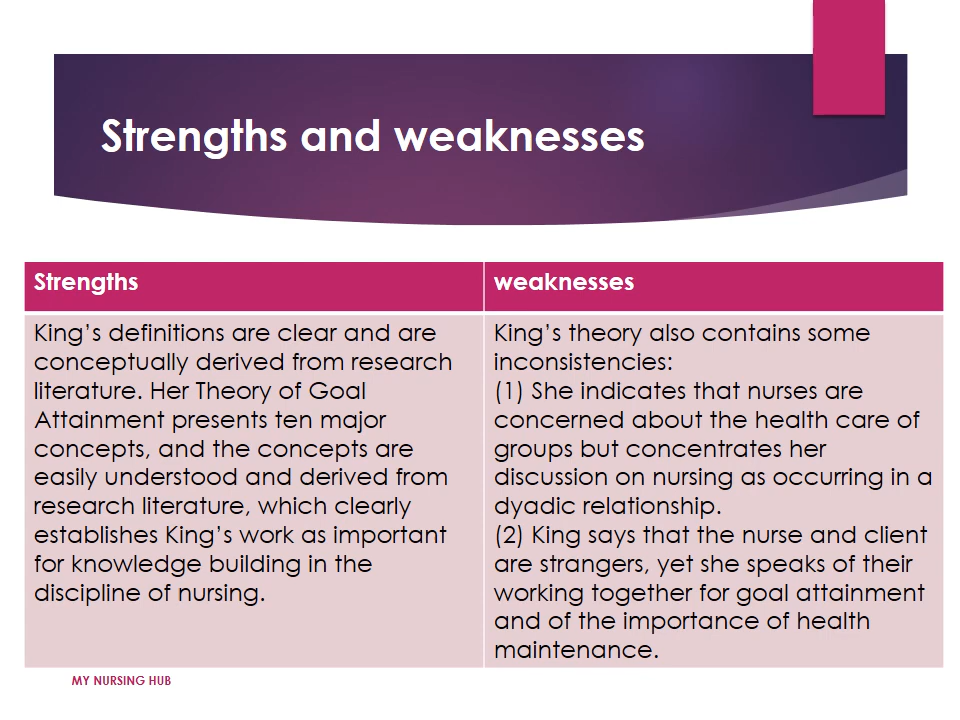 Strengths and weaknesses
Strengths
King’s definitions are clear and are
conceptually derived from research
literature. Her Theory of Goal
Attainment presents ten major
concepts, and the concepts are
easily understood and derived from
research literature, which clearly
establishes King’s work as important
for knowledge building in the
discipline of nursing.
weaknesses
King’s theory also contains some
inconsistencies:
(1) She indicates that nurses are
concerned about the health care of
groups but concentrates her
discussion on nursing as occurring in a
dyadic relationship.
(2) King says that the nurse and client
are strangers, yet she speaks of their
working together for goal attainment
and of the importance of health
maintenance.
MY NURSING HUB